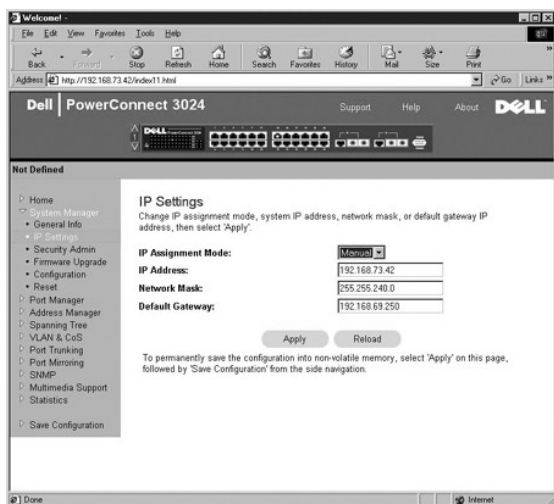 Welcome! -
File Edit View Favorites Tools Help
Back Forward Stop Refresh Home Search Favorites History Mail Size Print
Address http://192.168.73.42/index11.html Go Links »
Dell | PowerConnect 3024
Support Help About DELL
DELL
1
Not Defined
Home
System Manager
• General Info
• IP Settings
• Security Admin
• Firmware Upgrade
• Configuration
• Reset
Port Manager
Address Manager
Spanning Tree
VLAN & CoS
Port Trunking
Port Mirroring
SNMP
Multimedia Support
Statistics
Save Configuration
IP Settings
Change IP assignment mode, system IP address, network mask, or default gateway IP
address, then select 'Apply'.
IP Assignment Mode: Manual
IP Address: 192.168.73.42
Network Mask: 255.255.240.0
Default Gateway: 192.168.69.250
Apply Reload
To permanently save the configuration into non-volatile memory, select 'Apply' on this page,
followed by 'Save Configuration' from the side navigation.
Done Internet